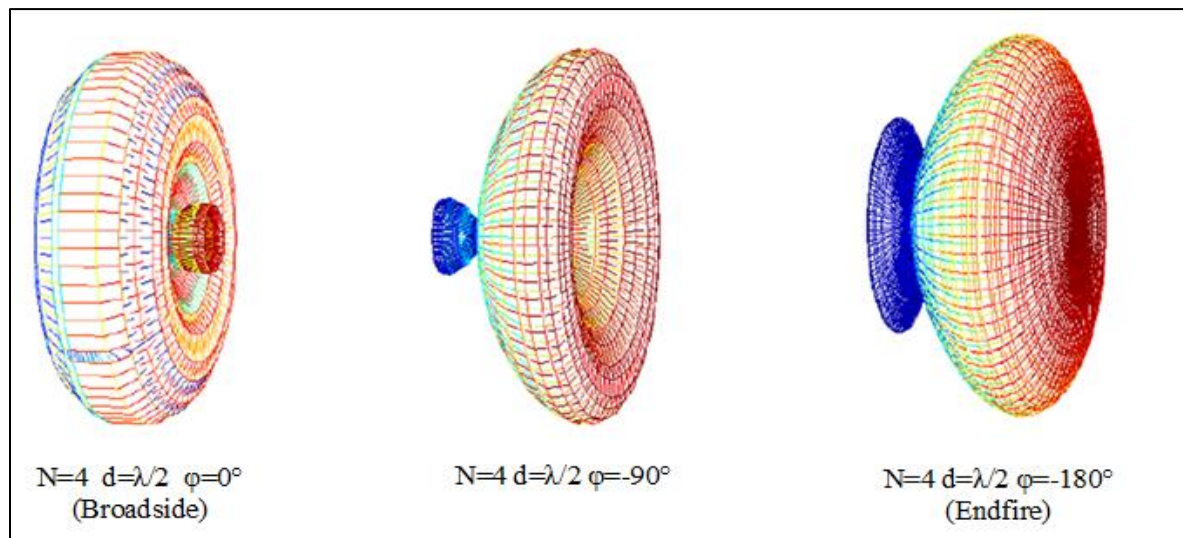 N=4 d=λ/2 φ=0°
(Broadside)
N=4 d=λ/2 φ=-90°
N=4 d=λ/2 φ=-180°
(Endfire)